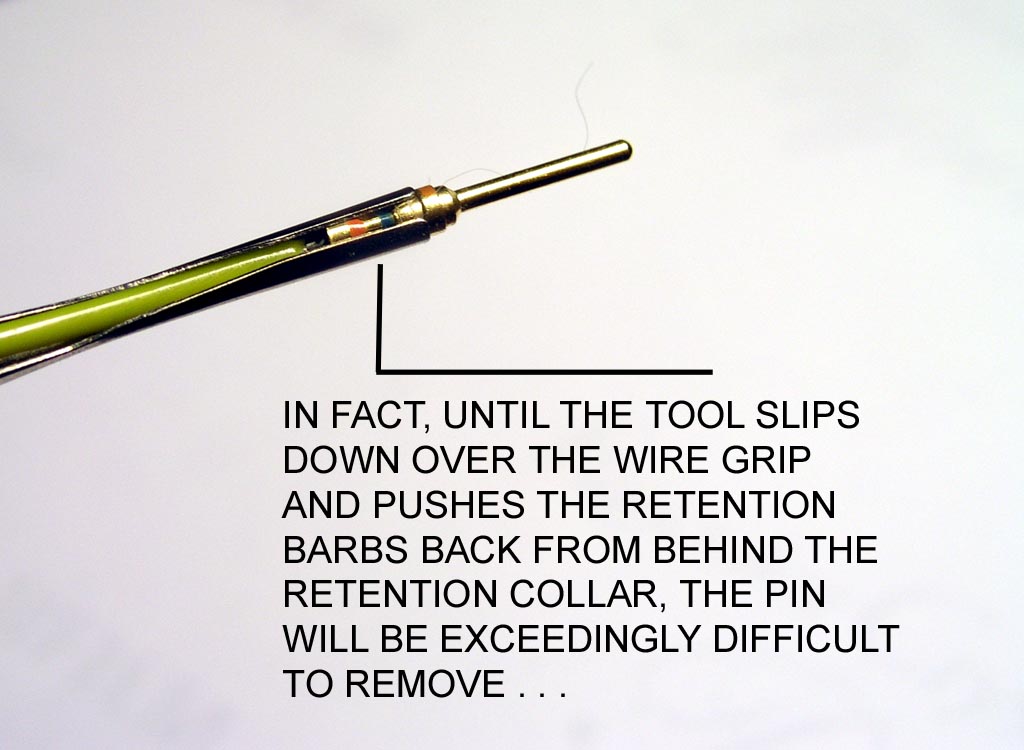 IN FACT, UNTIL THE TOOL SLIPS
DOWN OVER THE WIRE GRIP
AND PUSHES THE RETENTION
BARBS BACK FROM BEHIND THE
RETENTION COLLAR, THE PIN
WILL BE EXCEEDINGLY DIFFICULT
TO REMOVE . . .